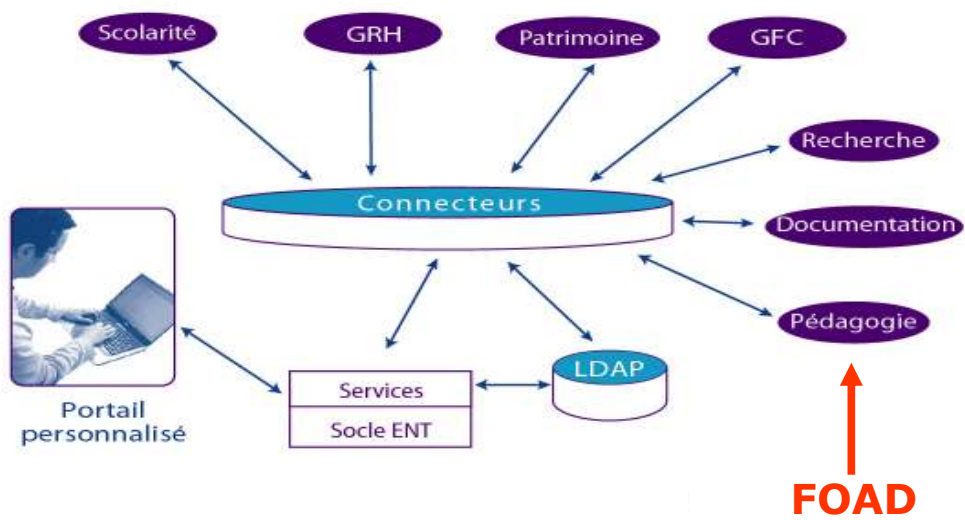 Scolarité
GRH
Patrimoine
GFC
Recherche
Connecteurs
Documentation
Pédagogie
LDAP
Services
Socle ENT
Portail
personnalisé
FOAD